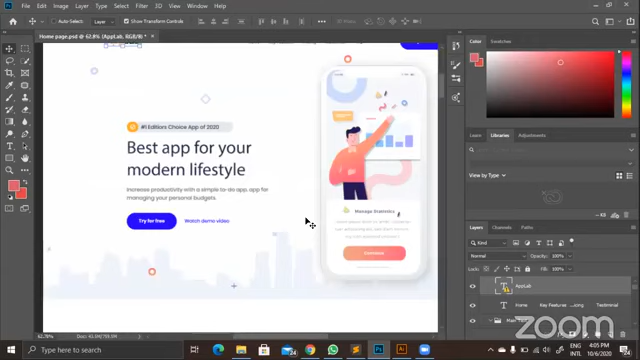 File Edit Image Layer Type Select Filter 3D View Window Help
Auto-Select: Layer Show Transform Controls
Home page.psd @ 62.8% (AppLab, RGB/8) *
#1 Editiors Choice App of 2020
Best app for your
modern lifestyle
Increase productivity with a simple to-do app. app for
managing your personal budgets.
Try for free
Watch demo video
Manage Statistics
Color Swatches
Learn Libraries Adjustments
View by Type
Layers Channels Paths
Kind
Normal Opacity: 100%
Lock: Fill: 100%
AppLab
Home Key Features Testimonial
zoom
Type here to search
ENG
INTL
4:05 PM
10/6/2020